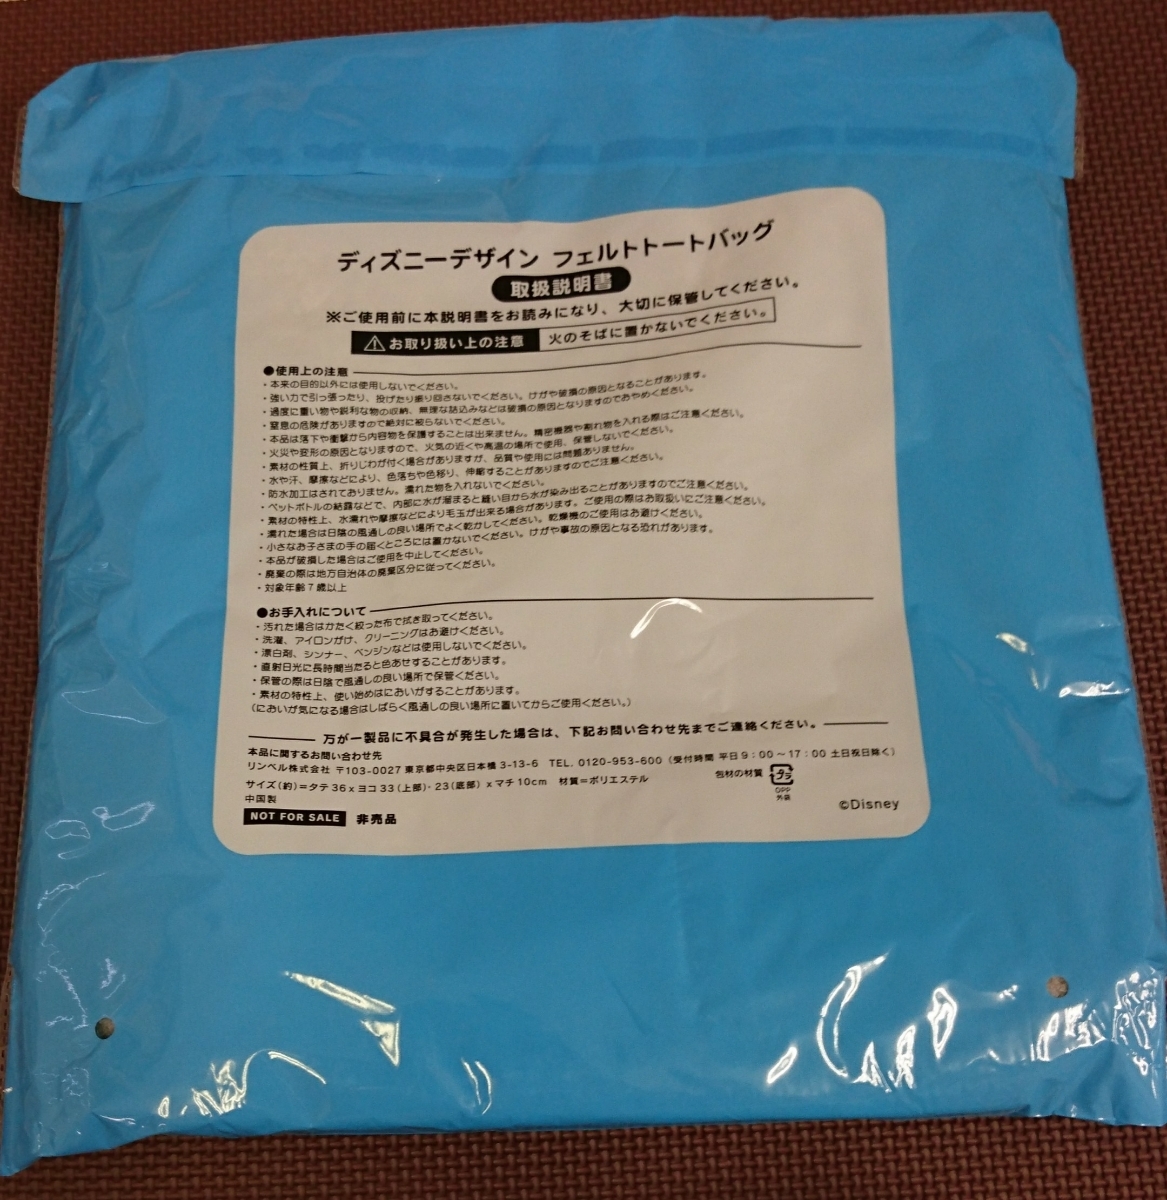 ディズニーデザイン フェルトトートバッグ
取扱説明書
※ご使用前に本説明書をお読みになり、大切に保管してください。
お取り扱い上の注意 火のそばに置かないでください。
●使用上の注意
・本来の目的以外には使用しないでください。
・強い力で引っ張ったり、投げたり振り回さないでください。けがや破損の原因となることがあります。
・過度に重い物や鋭利な物の収納、無理な詰込みなどは破損の原因となりますのでおやめください。
・窒息の危険がありますので絶対に被らないでください。
・本品は落下や衝撃から内容物を保護することは出来ません。精密機器や割れ物を入れる際はご注意ください。
・火災や変形の原因となりますので、火気の近くや高温の場所で使用、保管しないでください。
・素材の性質上、折りじわが付く場合がありますが、品質や使用には問題ありません。
・水や汗、摩擦などにより、色落ちや色移り、伸縮することがありますのでご注意ください。
・防水加工はされてありません。濡れた物を入れないでください。
・ペットボトルの結露などで、内部に水が溜まると縫い目から水が染み出ることがありますのでご注意ください。
・素材の特性上、水濡れや摩擦などにより毛玉が出来る場合があります。ご使用の際はお取扱いにご注意ください。
・濡れた場合は日陰の風通しの良い場所でよく乾かしてください。乾燥機のご使用はお避けください。
・小さなお子さまの手の届くところには置かないでください。けがや事故の原因となる恐れがあります。
・本品が破損した場合はご使用を中止してください。
・廃棄の際は地方自治体の廃棄区分に従ってください。
・対象年齢7歳以上
●お手入れについて
・汚れた場合はかたく絞った布で拭き取ってください。
・洗濯、アイロンがけ、クリーニングはお避けください。
・漂白剤、シンナー、ベンジンなどは使用しないでください。
・直射日光に長時間当たると色あせすることがあります。
・保管の際は日陰で風通しの良い場所で保管ください。
・素材の特性上、使い始めはにおいがすることがあります。
(においが気になる場合はしばらく風通しの良い場所に置いてからご使用ください。)
万が一製品に不具合が発生した場合は、下記お問い合わせ先までご連絡ください。
本品に関するお問い合わせ先
リンベル株式会社 〒103-0027 東京都中央区日本橋 3-13-6 TEL. 0120-953-600 (受付時間 平日 9:00〜17:00 土日祝日除く)
サイズ(約)=タテ 36 x ヨコ 33(上部)・23(底部) x マチ 10cm 材質=ポリエステル 包材の材質 プラ
OPP
外袋
中国製
NOT FOR SALE 非売品 ©Disney